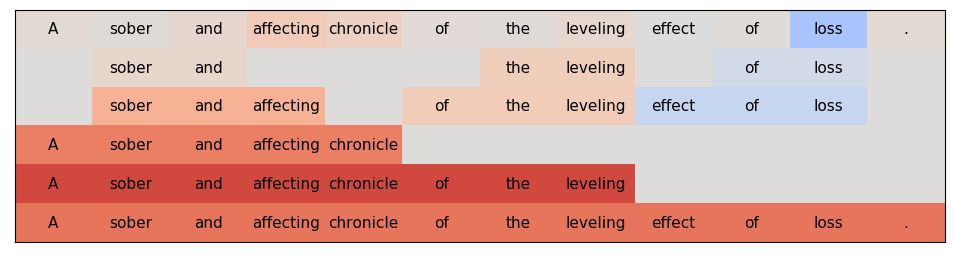 A sober and affecting chronicle of the leveling effect of loss .
sober and the leveling of loss
sober and affecting of the leveling effect of loss
A sober and affecting chronicle
A sober and affecting chronicle of the leveling
A sober and affecting chronicle of the leveling effect of loss .